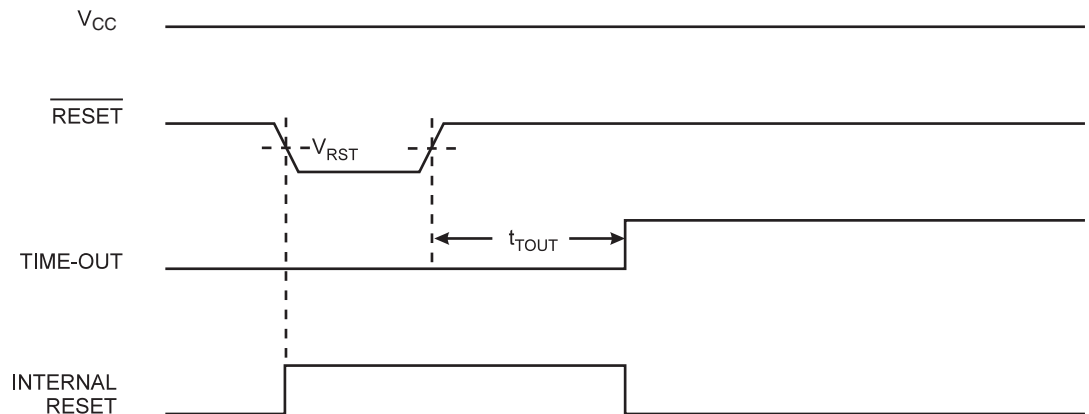 VCC
RESET
VRST
tTOUT
TIME-OUT
INTERNAL
RESET